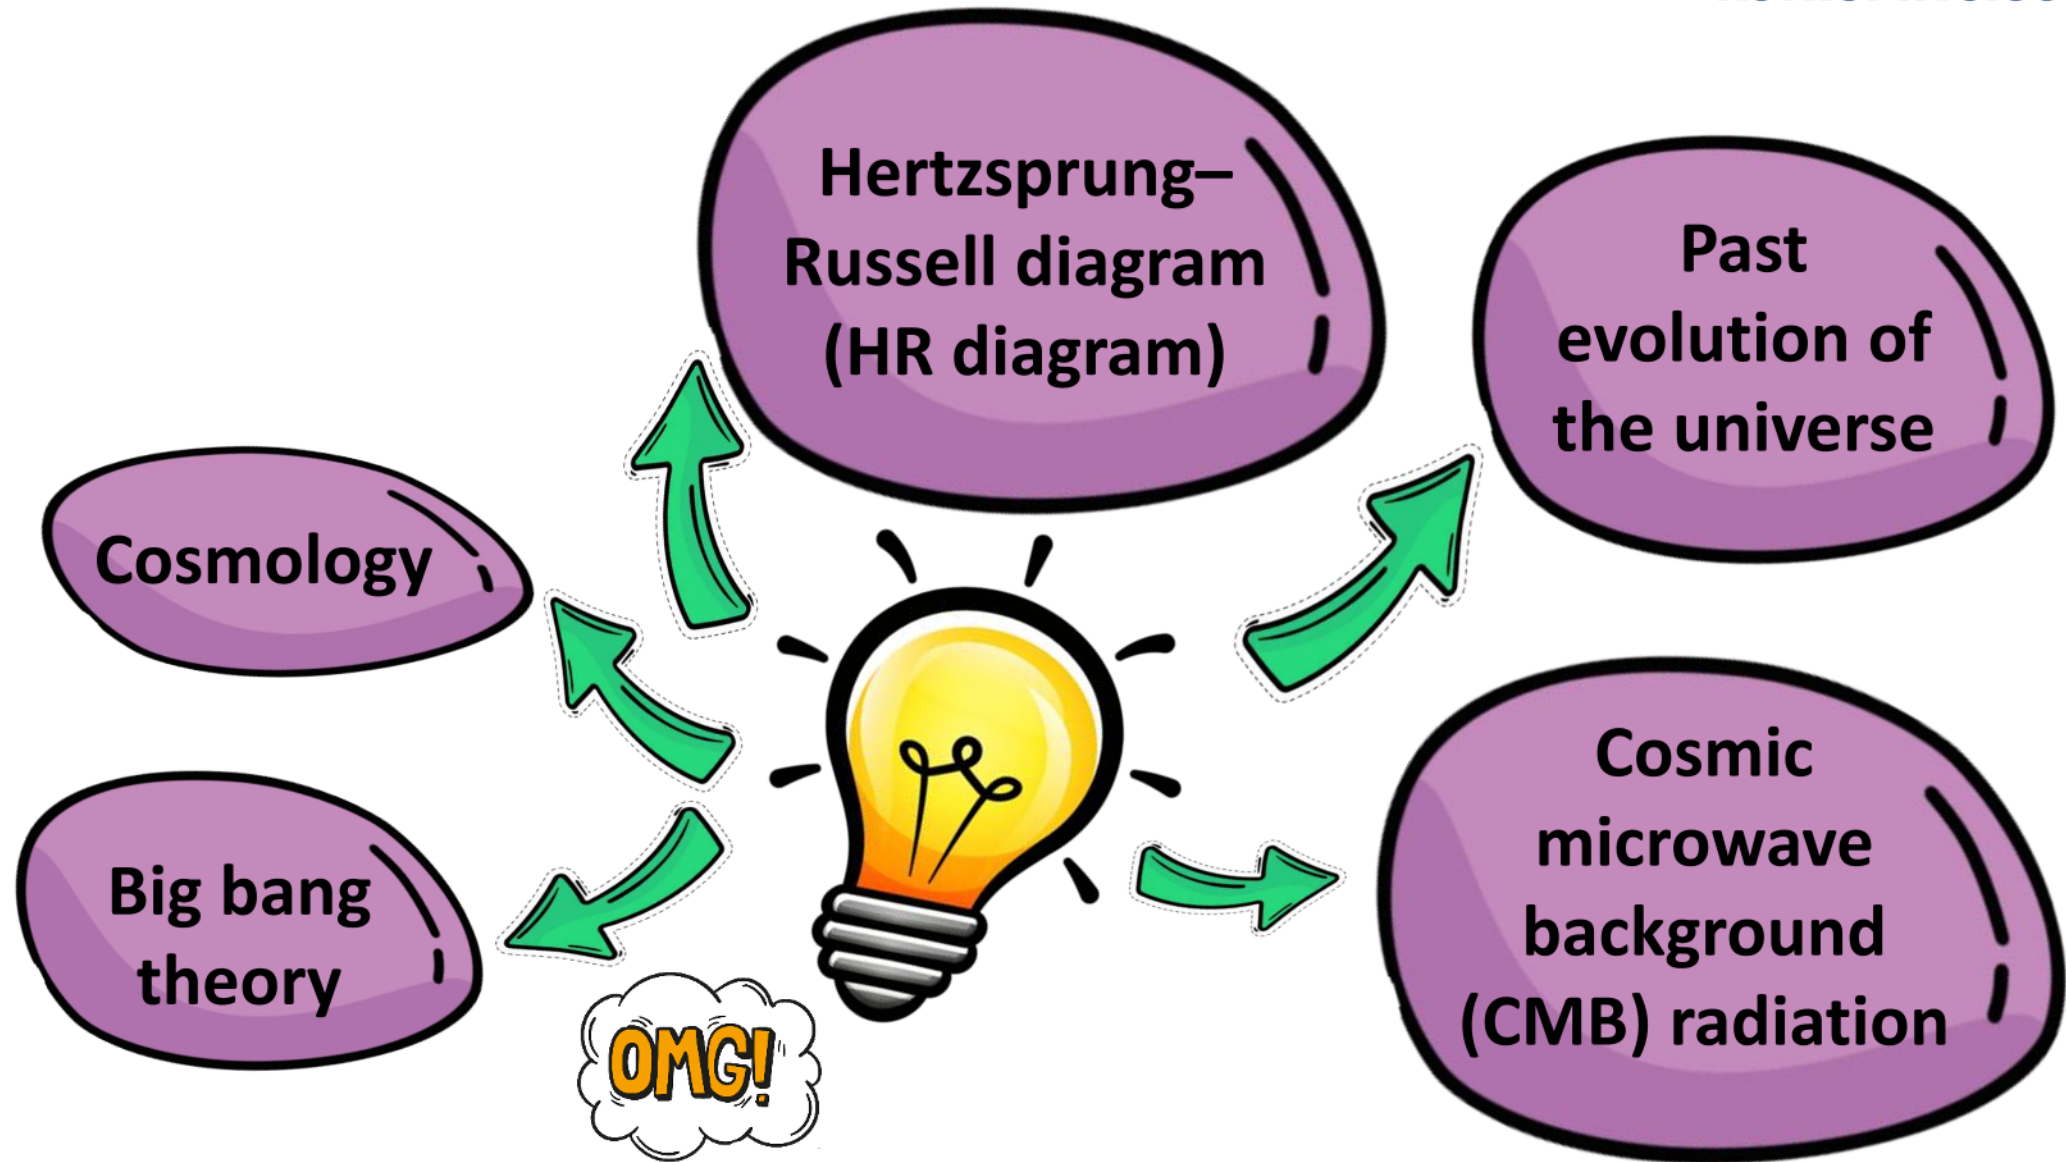 Hertzsprung–
Russell diagram
(HR diagram)
Past
evolution of
the universe
Cosmology
Big bang
theory
Cosmic
microwave
background
(CMB) radiation
OMG!